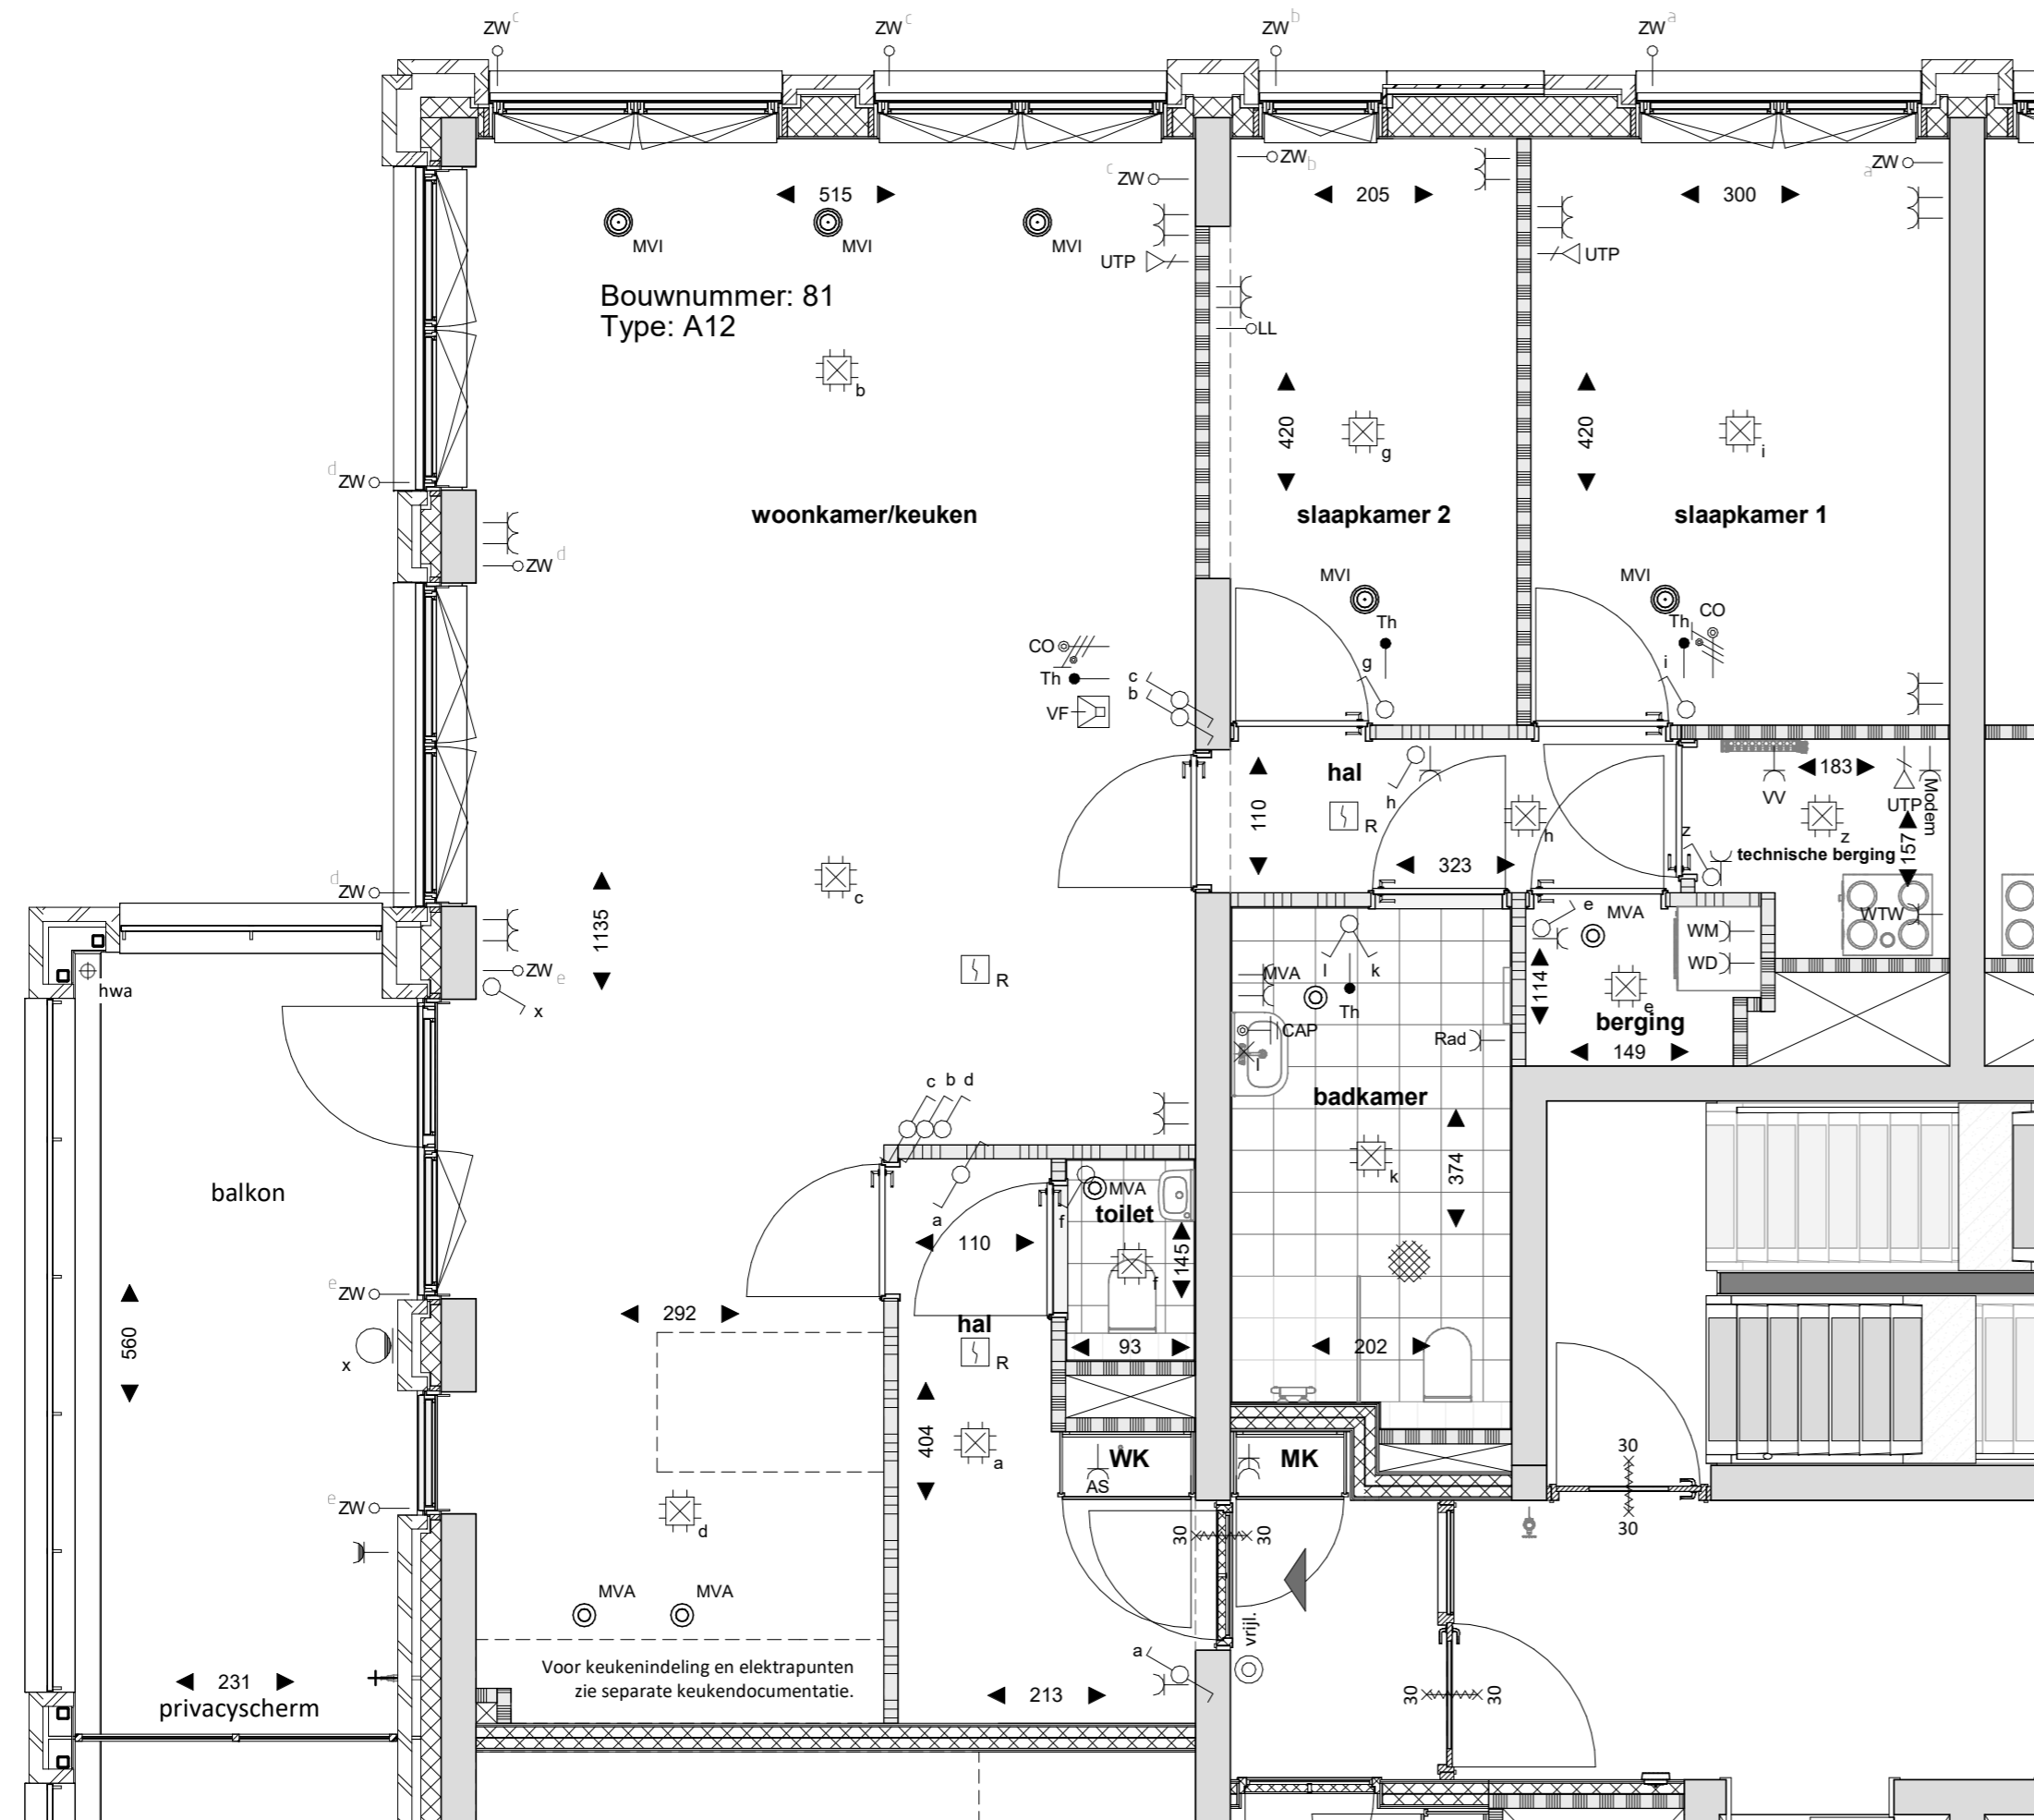 ZW c
ZW c
ZW b
ZW a
515
MVI
MVI
MVI
c ZW
UTP
ZW b
205
300
a ZW
UTP
LL
Bouwnummer: 81
Type: A12
b
420
g
420
i
d ZW
woonkamer/keuken
slaapkamer 2
slaapkamer 1
ZW d
MVI
MVI
CO
Th
VF
c
b
Th
g
Th
CO
i
hal
110
h
R
323
h
183
VV
UTP
Modem
z
z
technische berging
157
WTW
d ZW
c
1135
R
hwa
ZW e
x
l
k
MVA
Th
CAP
l
Rad
e
MVA
WM
WD
114
e
berging
149
badkamer
374
k
c b d
balkon
a
110
MVA
toilet
f
145
f
93
560
e ZW
x
292
hal
R
404
a
202
WK
AS
MK
e ZW
d
30
30
30
30
MVA
MVA
vrijl.
Voor keukenindeling en elektrapunten
zie separate keukendocumentatie.
a
231
privacyscherm
213
30
30